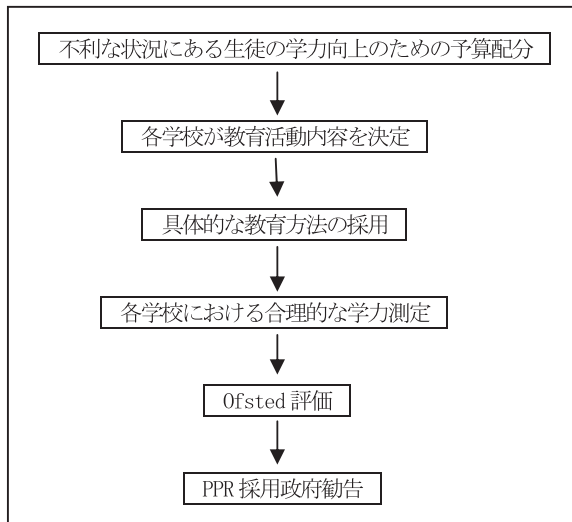 不利な状況にある生徒の学力向上のための予算配分
各学校が教育活動内容を決定
具体的な教育方法の採用
各学校における合理的な学力測定
Ofsted 評価
PPR 採用政府勧告